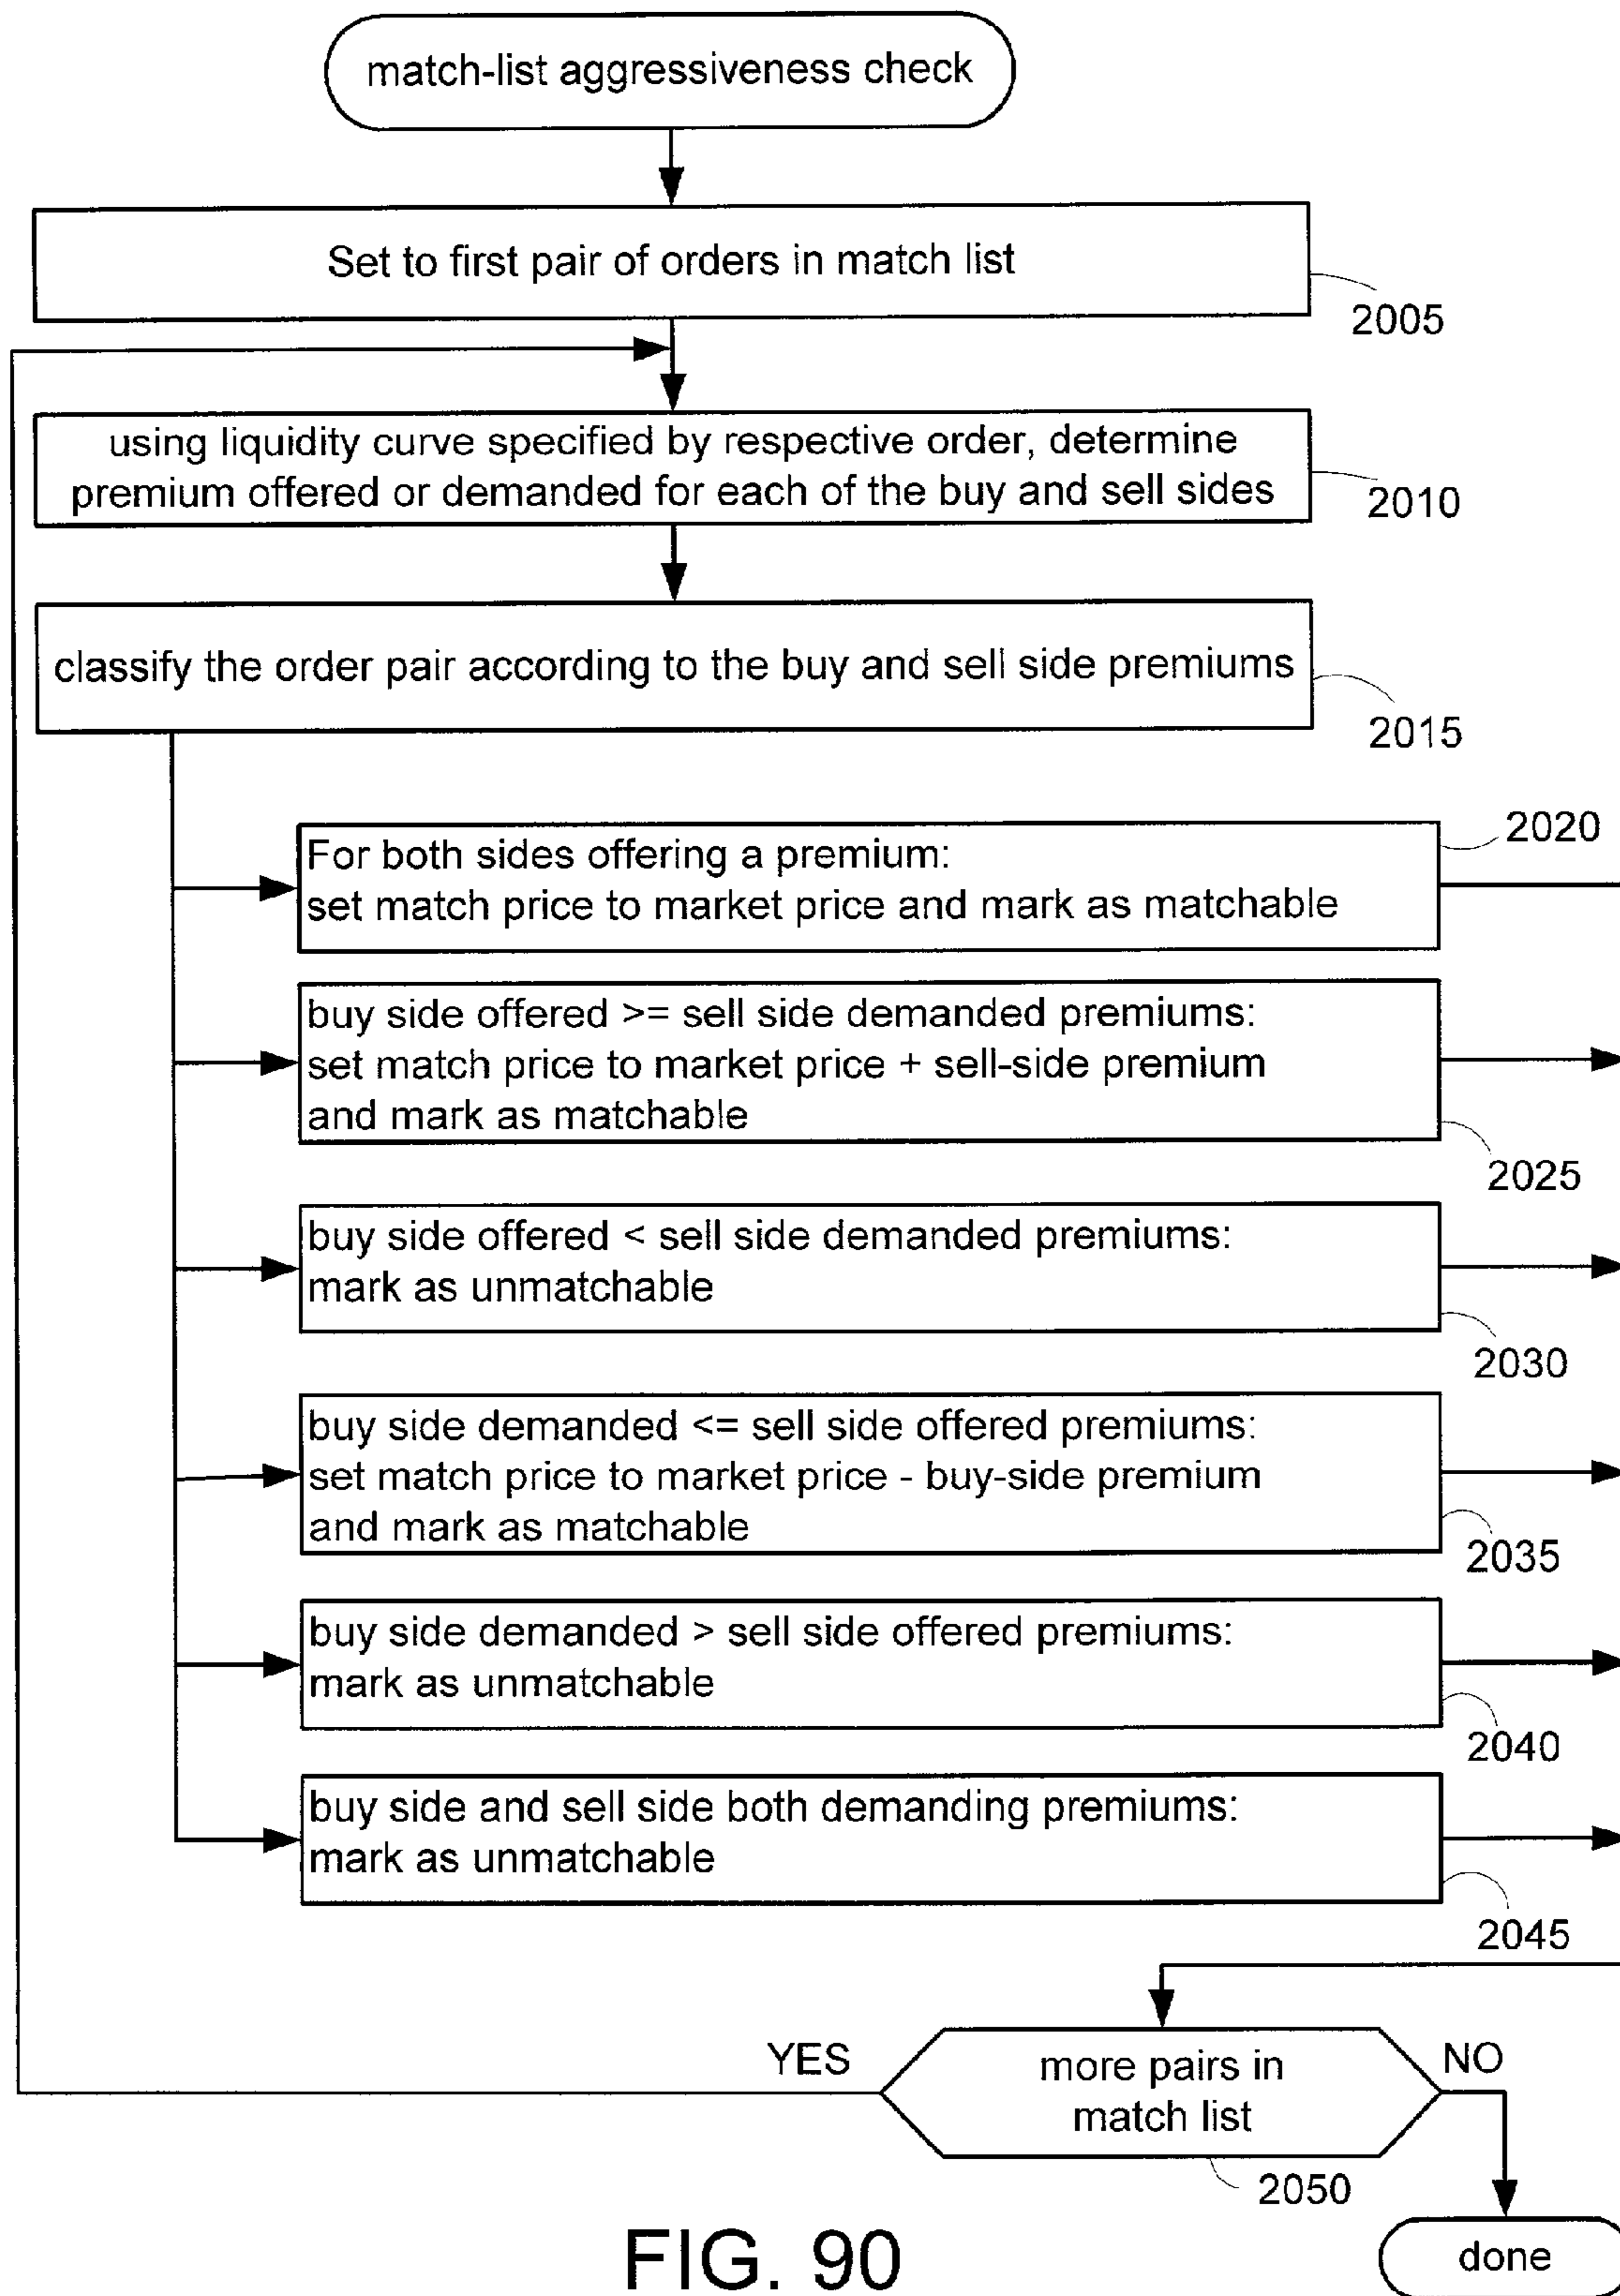 match-list aggressiveness check
Set to first pair of orders in match list
2005
using liquidity curve specified by respective order, determine
premium offered or demanded for each of the buy and sell sides
2010
classify the order pair according to the buy and sell side premiums
2015
2020
For both sides offering a premium:
set match price to market price and mark as matchable
buy side offered >= sell side demanded premiums:
set match price to market price + sell-side premium
and mark as matchable
2025
buy side offered < sell side demanded premiums:
mark as unmatchable
2030
buy side demanded <= sell side offered premiums:
set match price to market price - buy-side premium
and mark as matchable
2035
buy side demanded > sell side offered premiums:
mark as unmatchable
2040
buy side and sell side both demanding premiums:
mark as unmatchable
2045
YES
more pairs in
match list
NO
2050
done
FIG. 90